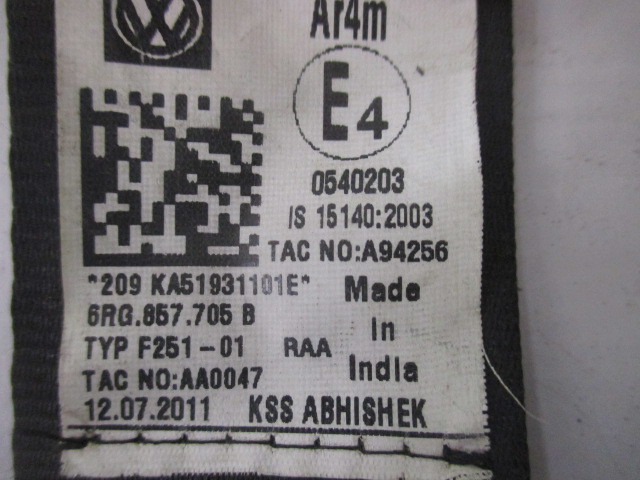 Ar4m
E4
0540203
IS 15140:2003
TAC NO:A94256
*209 KA51931101E*
6RG.857.705 B
TYP F251-01 RAA
TAC NO:AA0047
Made
In
India
12.07.2011 KSS ABHISHEK